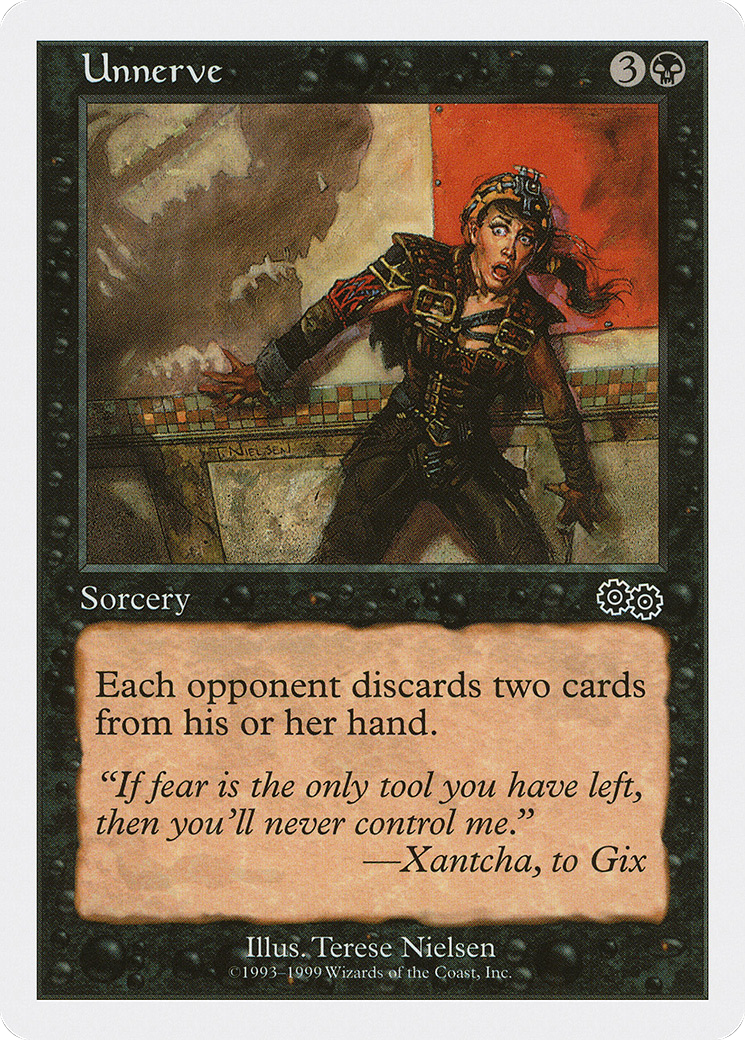 Unnerve
3
T. NIELSEN
Sorcery
Each opponent discards two cards
from his or her hand.
“If fear is the only tool you have left,
then you’ll never control me.”
—Xantcha, to Gix
Illus. Terese Nielsen
©1993–1999 Wizards of the Coast, Inc.